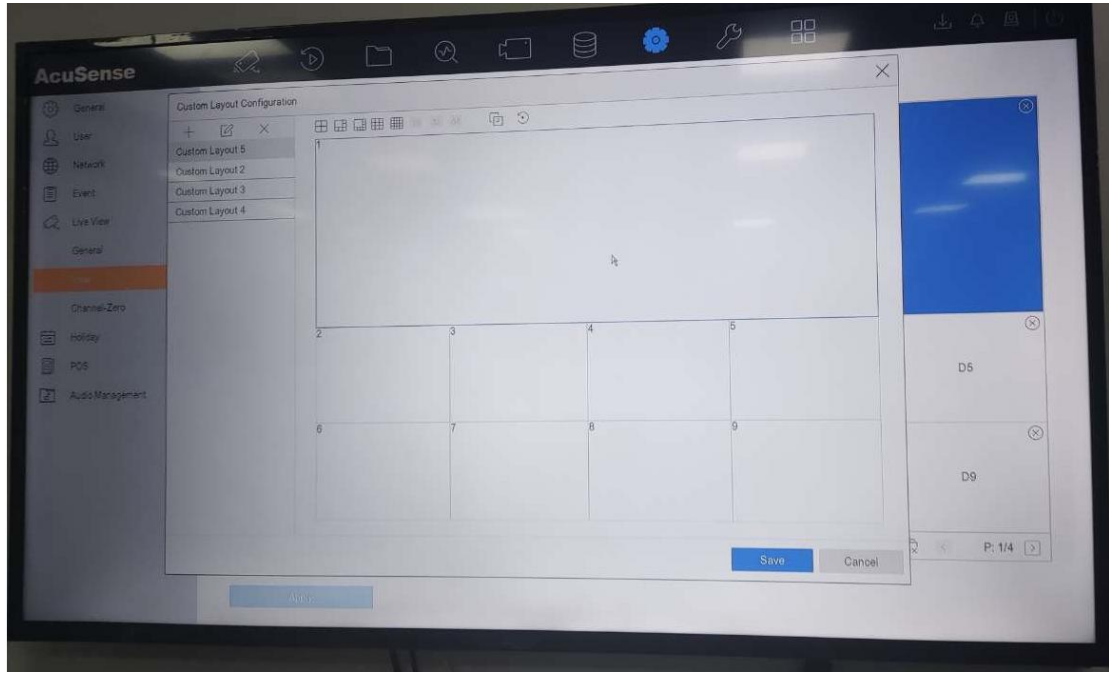 AcuSense
General
User
Network
Event
Live View
General
Channel-Zero
Holiday
POS
Audio Management
Custom Layout Configuration
Custom Layout 5
Custom Layout 2
Custom Layout 3
Custom Layout 4
1
2 3 4 5
6 7 8 9
Save Cancel
D5
D9
P: 1/4
Apply